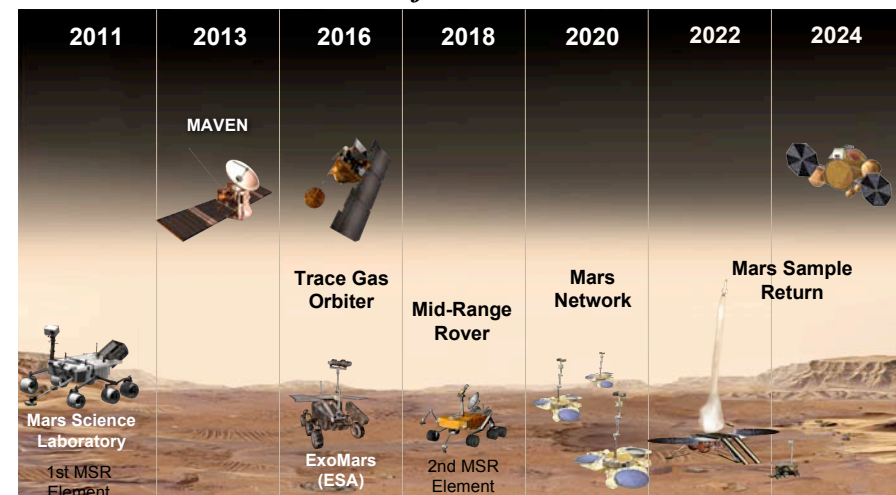 2011 2013 2016 2018 2020 2022 2024
MAVEN
Trace Gas
Orbiter
Mid-Range
Rover
Mars
Network
Mars Sample
Return
Mars Science
Laboratory
1st MSR
Element
ExoMars
(ESA)
2nd MSR
Element